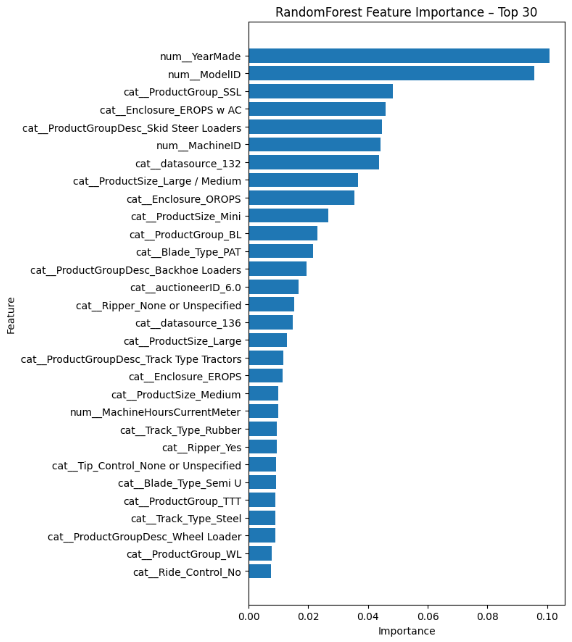 RandomForest Feature Importance – Top 30
num__YearMade
num__ModelID
cat__ProductGroup_SSL
cat__Enclosure_EROPS w AC
cat__ProductGroupDesc_Skid Steer Loaders
num__MachineID
cat__datasource_132
cat__ProductSize_Large / Medium
cat__Enclosure_OROPS
cat__ProductSize_Mini
cat__ProductGroup_BL
cat__Blade_Type_PAT
cat__ProductGroupDesc_Backhoe Loaders
cat__auctioneerID_6.0
cat__Ripper_None or Unspecified
cat__datasource_136
cat__ProductSize_Large
cat__ProductGroupDesc_Track Type Tractors
cat__Enclosure_EROPS
cat__ProductSize_Medium
num__MachineHoursCurrentMeter
cat__Track_Type_Rubber
cat__Ripper_Yes
cat__Tip_Control_None or Unspecified
cat__Blade_Type_Semi U
cat__ProductGroup_TTT
cat__Track_Type_Steel
cat__ProductGroupDesc_Wheel Loader
cat__ProductGroup_WL
cat__Ride_Control_No
Feature
0.00 0.02 0.04 0.06 0.08 0.10
Importance